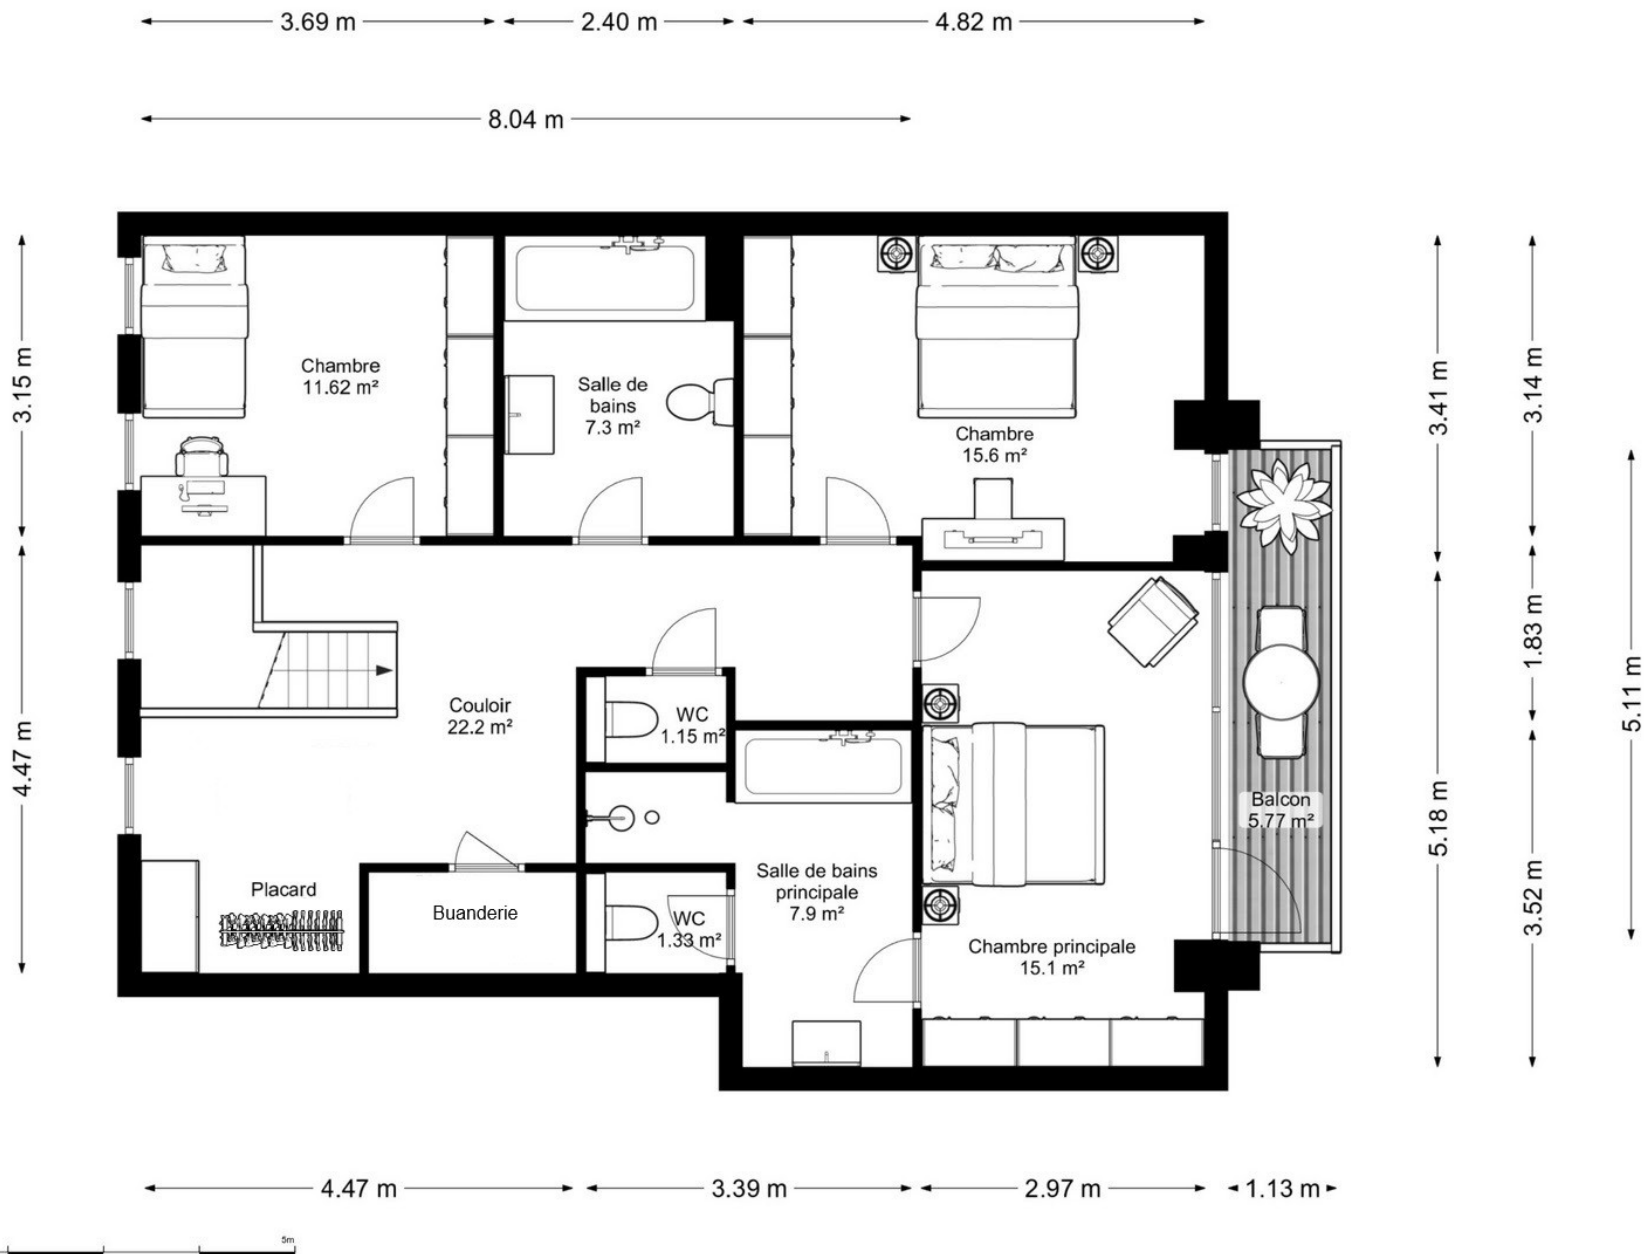 3.69 m
2.40 m
4.82 m
8.04 m
3.15 m
4.47 m
3.41 m
5.18 m
3.14 m
1.83 m
3.52 m
5.11 m
Chambre
11.62 m²
Salle de
bains
7.3 m²
Chambre
15.6 m²
Couloir
22.2 m²
WC
1.15 m²
Balcon
5.77 m²
Salle de bains
principale
7.9 m²
Placard
Buanderie
WC
1.33 m²
Chambre principale
15.1 m²
4.47 m
3.39 m
2.97 m
1.13 m
5m